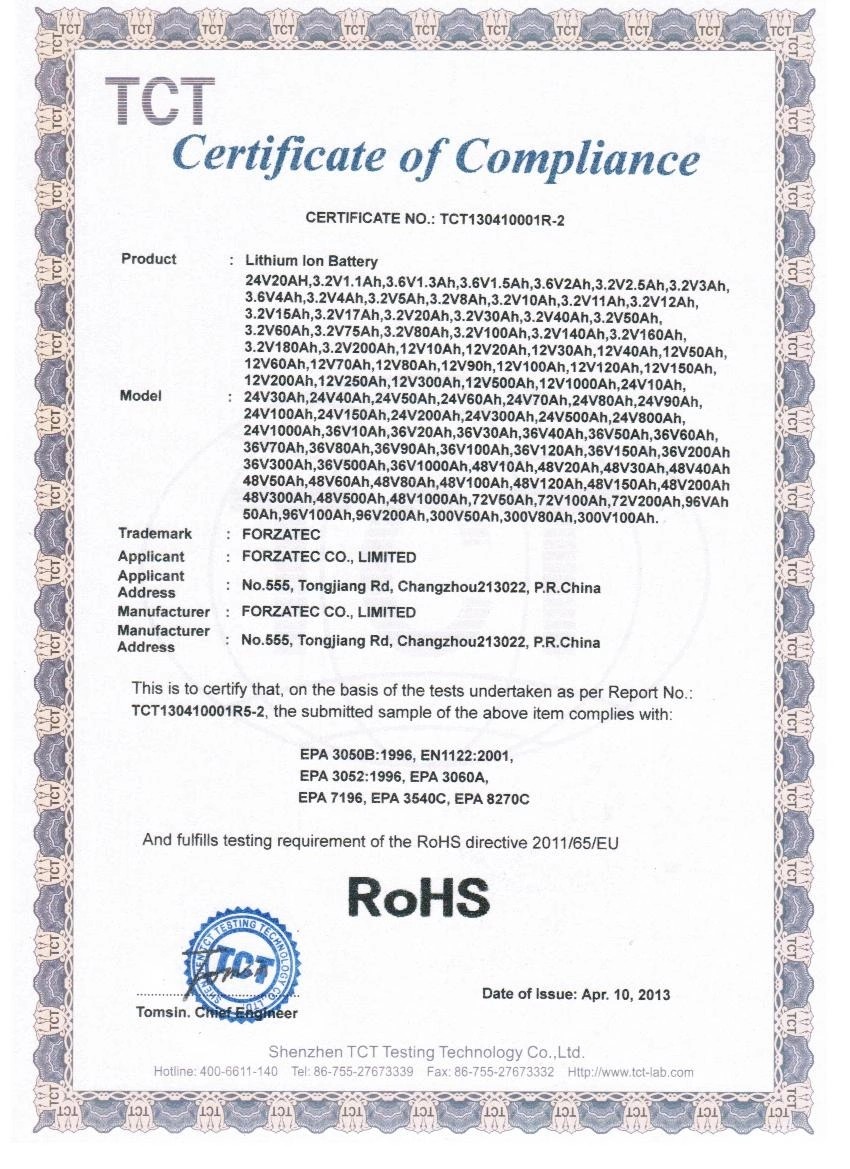 TCT
Certificate of Compliance
CERTIFICATE NO.: TCT130410001R-2
Product : Lithium Ion Battery
24V20AH,3.2V1.1Ah,3.6V1.3Ah,3.6V1.5Ah,3.6V2Ah,3.2V2.5Ah,3.2V3Ah,
3.6V4Ah,3.2V4Ah,3.2V5Ah,3.2V8Ah,3.2V10Ah,3.2V11Ah,3.2V12Ah,
3.2V15Ah,3.2V17Ah,3.2V20Ah,3.2V30Ah,3.2V40Ah,3.2V50Ah,
3.2V60Ah,3.2V75Ah,3.2V80Ah,3.2V100Ah,3.2V140Ah,3.2V160Ah,
3.2V180Ah,3.2V200Ah,12V10Ah,12V20Ah,12V30Ah,12V40Ah,12V50Ah,
12V60Ah,12V70Ah,12V80Ah,12V90h,12V100Ah,12V120Ah,12V150Ah,
12V200Ah,12V250Ah,12V300Ah,12V500Ah,12V1000Ah,24V10Ah,
Model : 24V30Ah,24V40Ah,24V50Ah,24V60Ah,24V70Ah,24V80Ah,24V90Ah,
24V100Ah,24V150Ah,24V200Ah,24V300Ah,24V500Ah,24V800Ah,
24V1000Ah,36V10Ah,36V20Ah,36V30Ah,36V40Ah,36V50Ah,36V60Ah,
36V70Ah,36V80Ah,36V90Ah,36V100Ah,36V120Ah,36V150Ah,36V200Ah
36V300Ah,36V500Ah,36V1000Ah,48V10Ah,48V20Ah,48V30Ah,48V40Ah
48V50Ah,48V60Ah,48V80Ah,48V100Ah,48V120Ah,48V150Ah,48V200Ah
48V300Ah,48V500Ah,48V1000Ah,72V50Ah,72V100Ah,72V200Ah,96VAh
50Ah,96V100Ah,96V200Ah,300V50Ah,300V80Ah,300V100Ah.
Trademark : FORZATEC
Applicant : FORZATEC CO., LIMITED
Applicant
Address : No.555, Tongjiang Rd, Changzhou213022, P.R.China
Manufacturer : FORZATEC CO., LIMITED
Manufacturer
Address : No.555, Tongjiang Rd, Changzhou213022, P.R.China
This is to certify that, on the basis of the tests undertaken as per Report No.:
TCT130410001R5-2, the submitted sample of the above item complies with:
EPA 3050B:1996, EN1122:2001,
EPA 3052:1996, EPA 3060A,
EPA 7196, EPA 3540C, EPA 8270C
And fulfills testing requirement of the RoHS directive 2011/65/EU
RoHS
SHENZHEN TCT TESTING TECHNOLOGY CO., LTD
TCT
Tomsin. Chief Engineer
Date of Issue: Apr. 10, 2013
Shenzhen TCT Testing Technology Co.,Ltd.
Hotline: 400-6611-140 Tel: 86-755-27673339 Fax: 86-755-27673332 Http://www.tct-lab.com